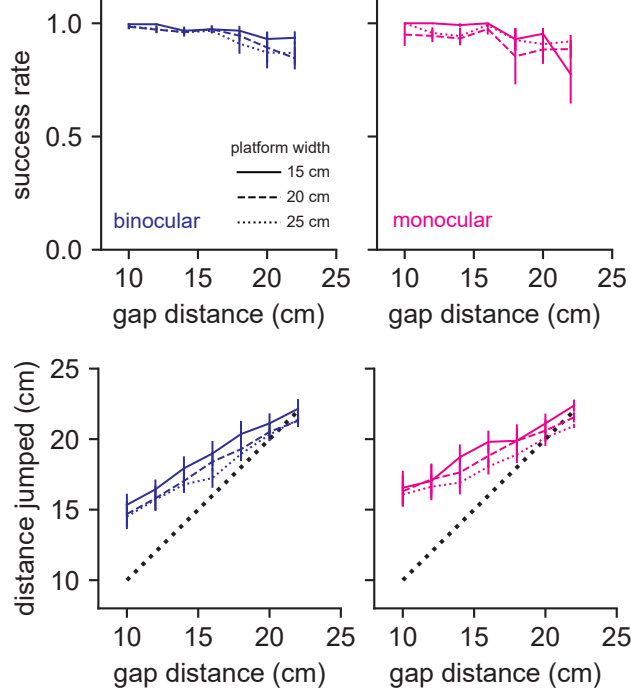 success rate
1.0
0.5
0.0
platform width
15 cm
20 cm
25 cm
binocular
monocular
10 15 20 25
10 15 20 25
gap distance (cm)
gap distance (cm)
distance jumped (cm)
25
20
15
10
10 15 20 25
10 15 20 25
gap distance (cm)
gap distance (cm)